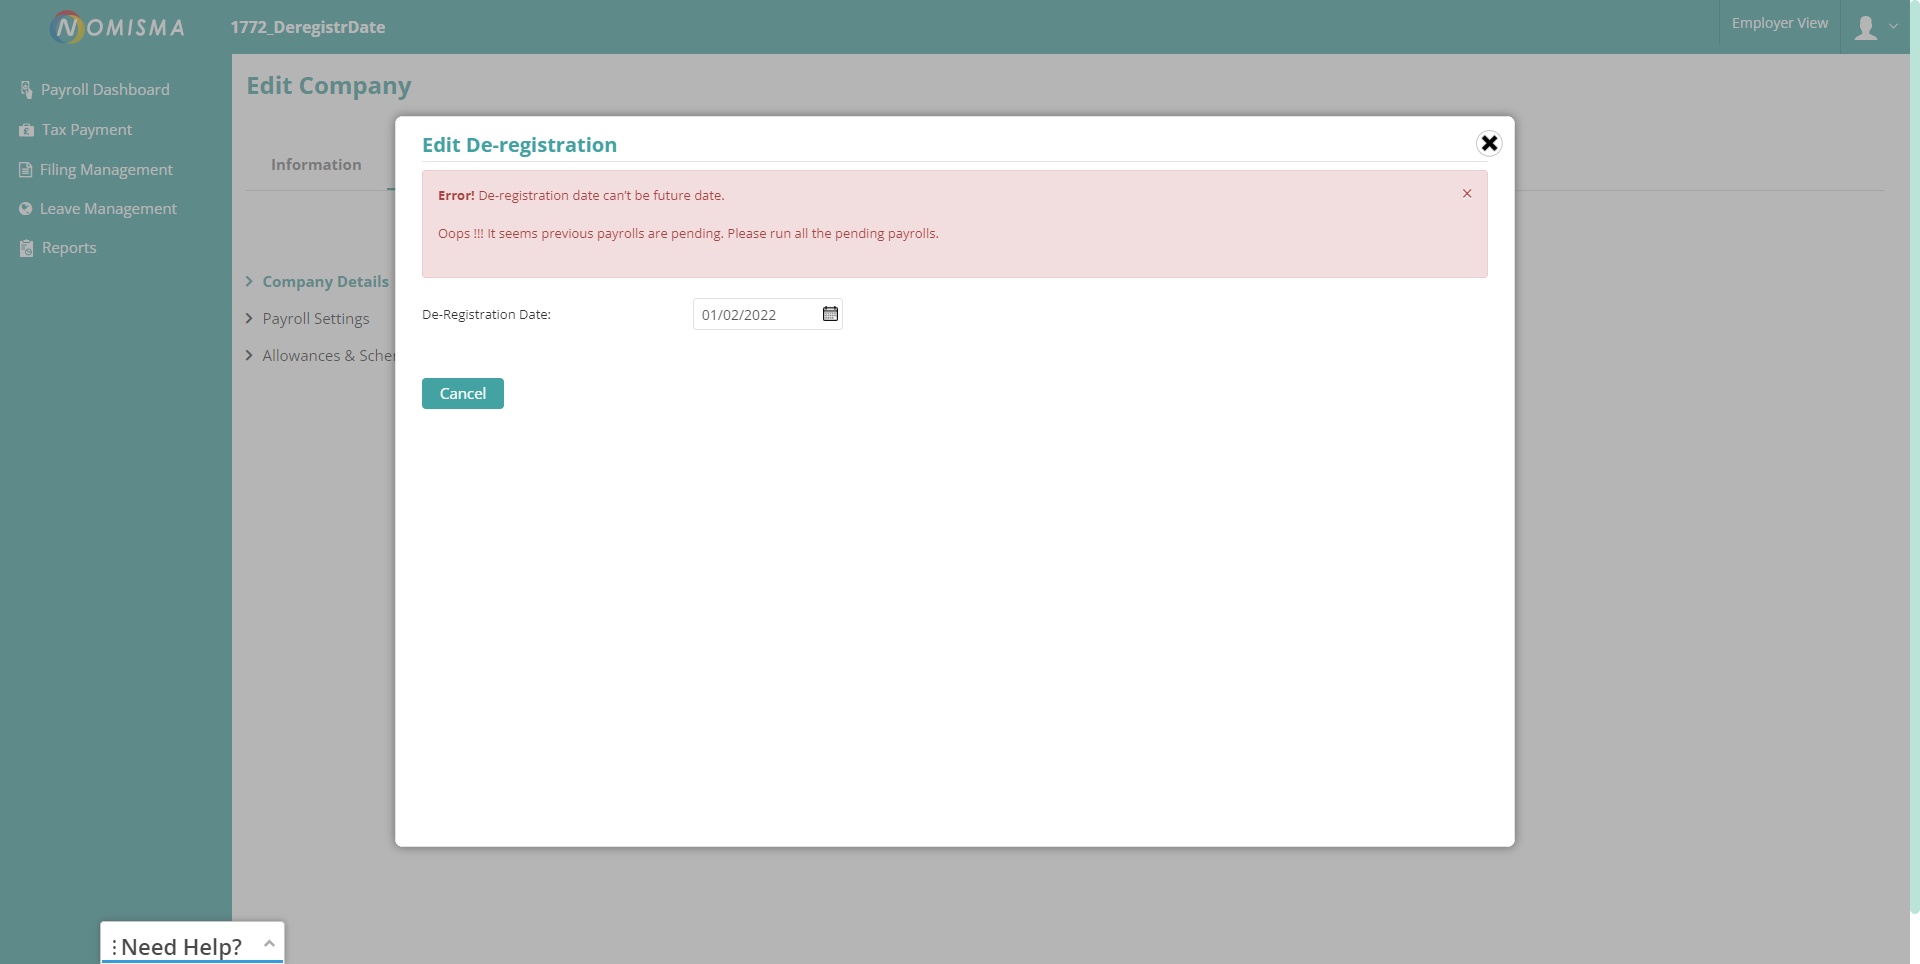 NOMISMA
1772_DeregistrDate
Employer View
Payroll Dashboard
Tax Payment
Filing Management
Leave Management
Reports
Edit Company
Information
Company Details
Payroll Settings
Allowances & Scher
Edit De-registration
Error! De-registration date can't be future date.
Oops !!! It seems previous payrolls are pending. Please run all the pending payrolls.
De-Registration Date:
01/02/2022
Cancel
Need Help?